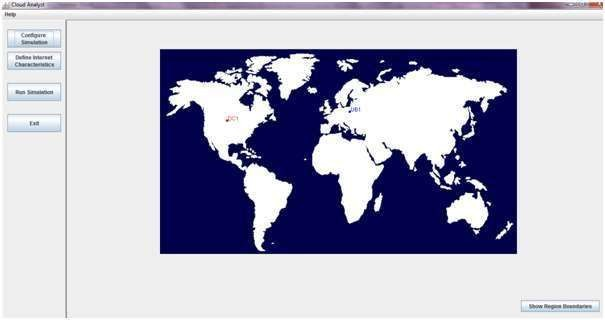 Cloud Analyst
Help
Configure
Simulation
Define Internet
Characteristics
Run Simulation
Exit
DC1
UB1
Show Region Boundaries